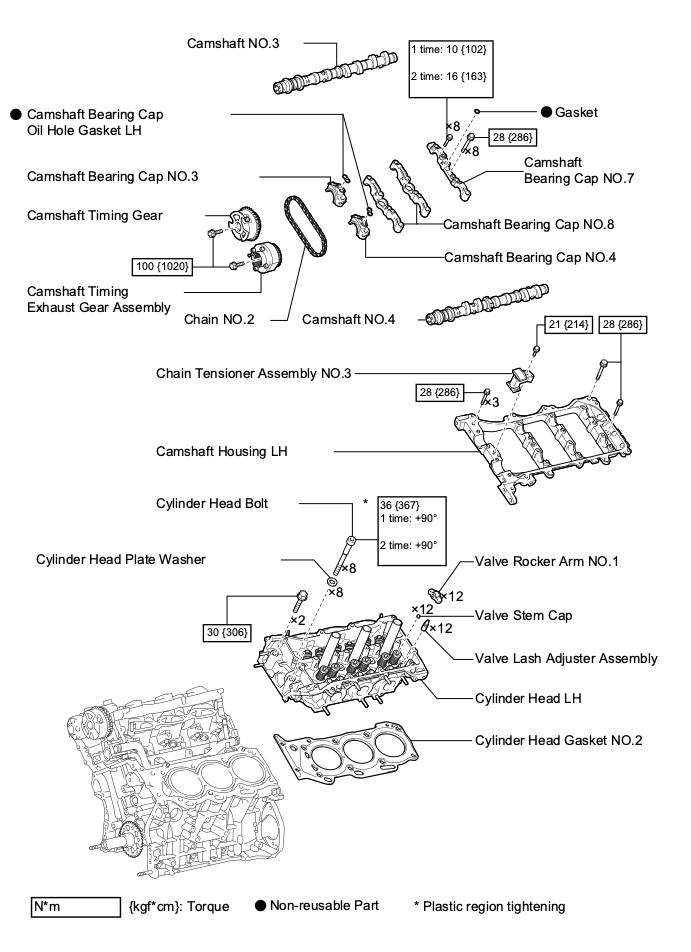 Camshaft NO.3
1 time: 10 {102}
2 time: 16 {163}
Camshaft Bearing Cap
Oil Hole Gasket LH
Gasket
×8
28 {286}
×8
Camshaft
Bearing Cap NO.7
Camshaft Bearing Cap NO.3
Camshaft Timing Gear
Camshaft Bearing Cap NO.8
100 {1020}
Camshaft Bearing Cap NO.4
Camshaft Timing
Exhaust Gear Assembly
Chain NO.2
Camshaft NO.4
21 {214}
28 {286}
Chain Tensioner Assembly NO.3
28 {286}
×3
Camshaft Housing LH
Cylinder Head Bolt
*
36 {367}
1 time: +90°
2 time: +90°
Cylinder Head Plate Washer
×8
×8
Valve Rocker Arm NO.1
×12
×2
×12
Valve Stem Cap
30 {306}
×12
Valve Lash Adjuster Assembly
Cylinder Head LH
Cylinder Head Gasket NO.2
N*m
{kgf*cm}: Torque
Non-reusable Part
* Plastic region tightening